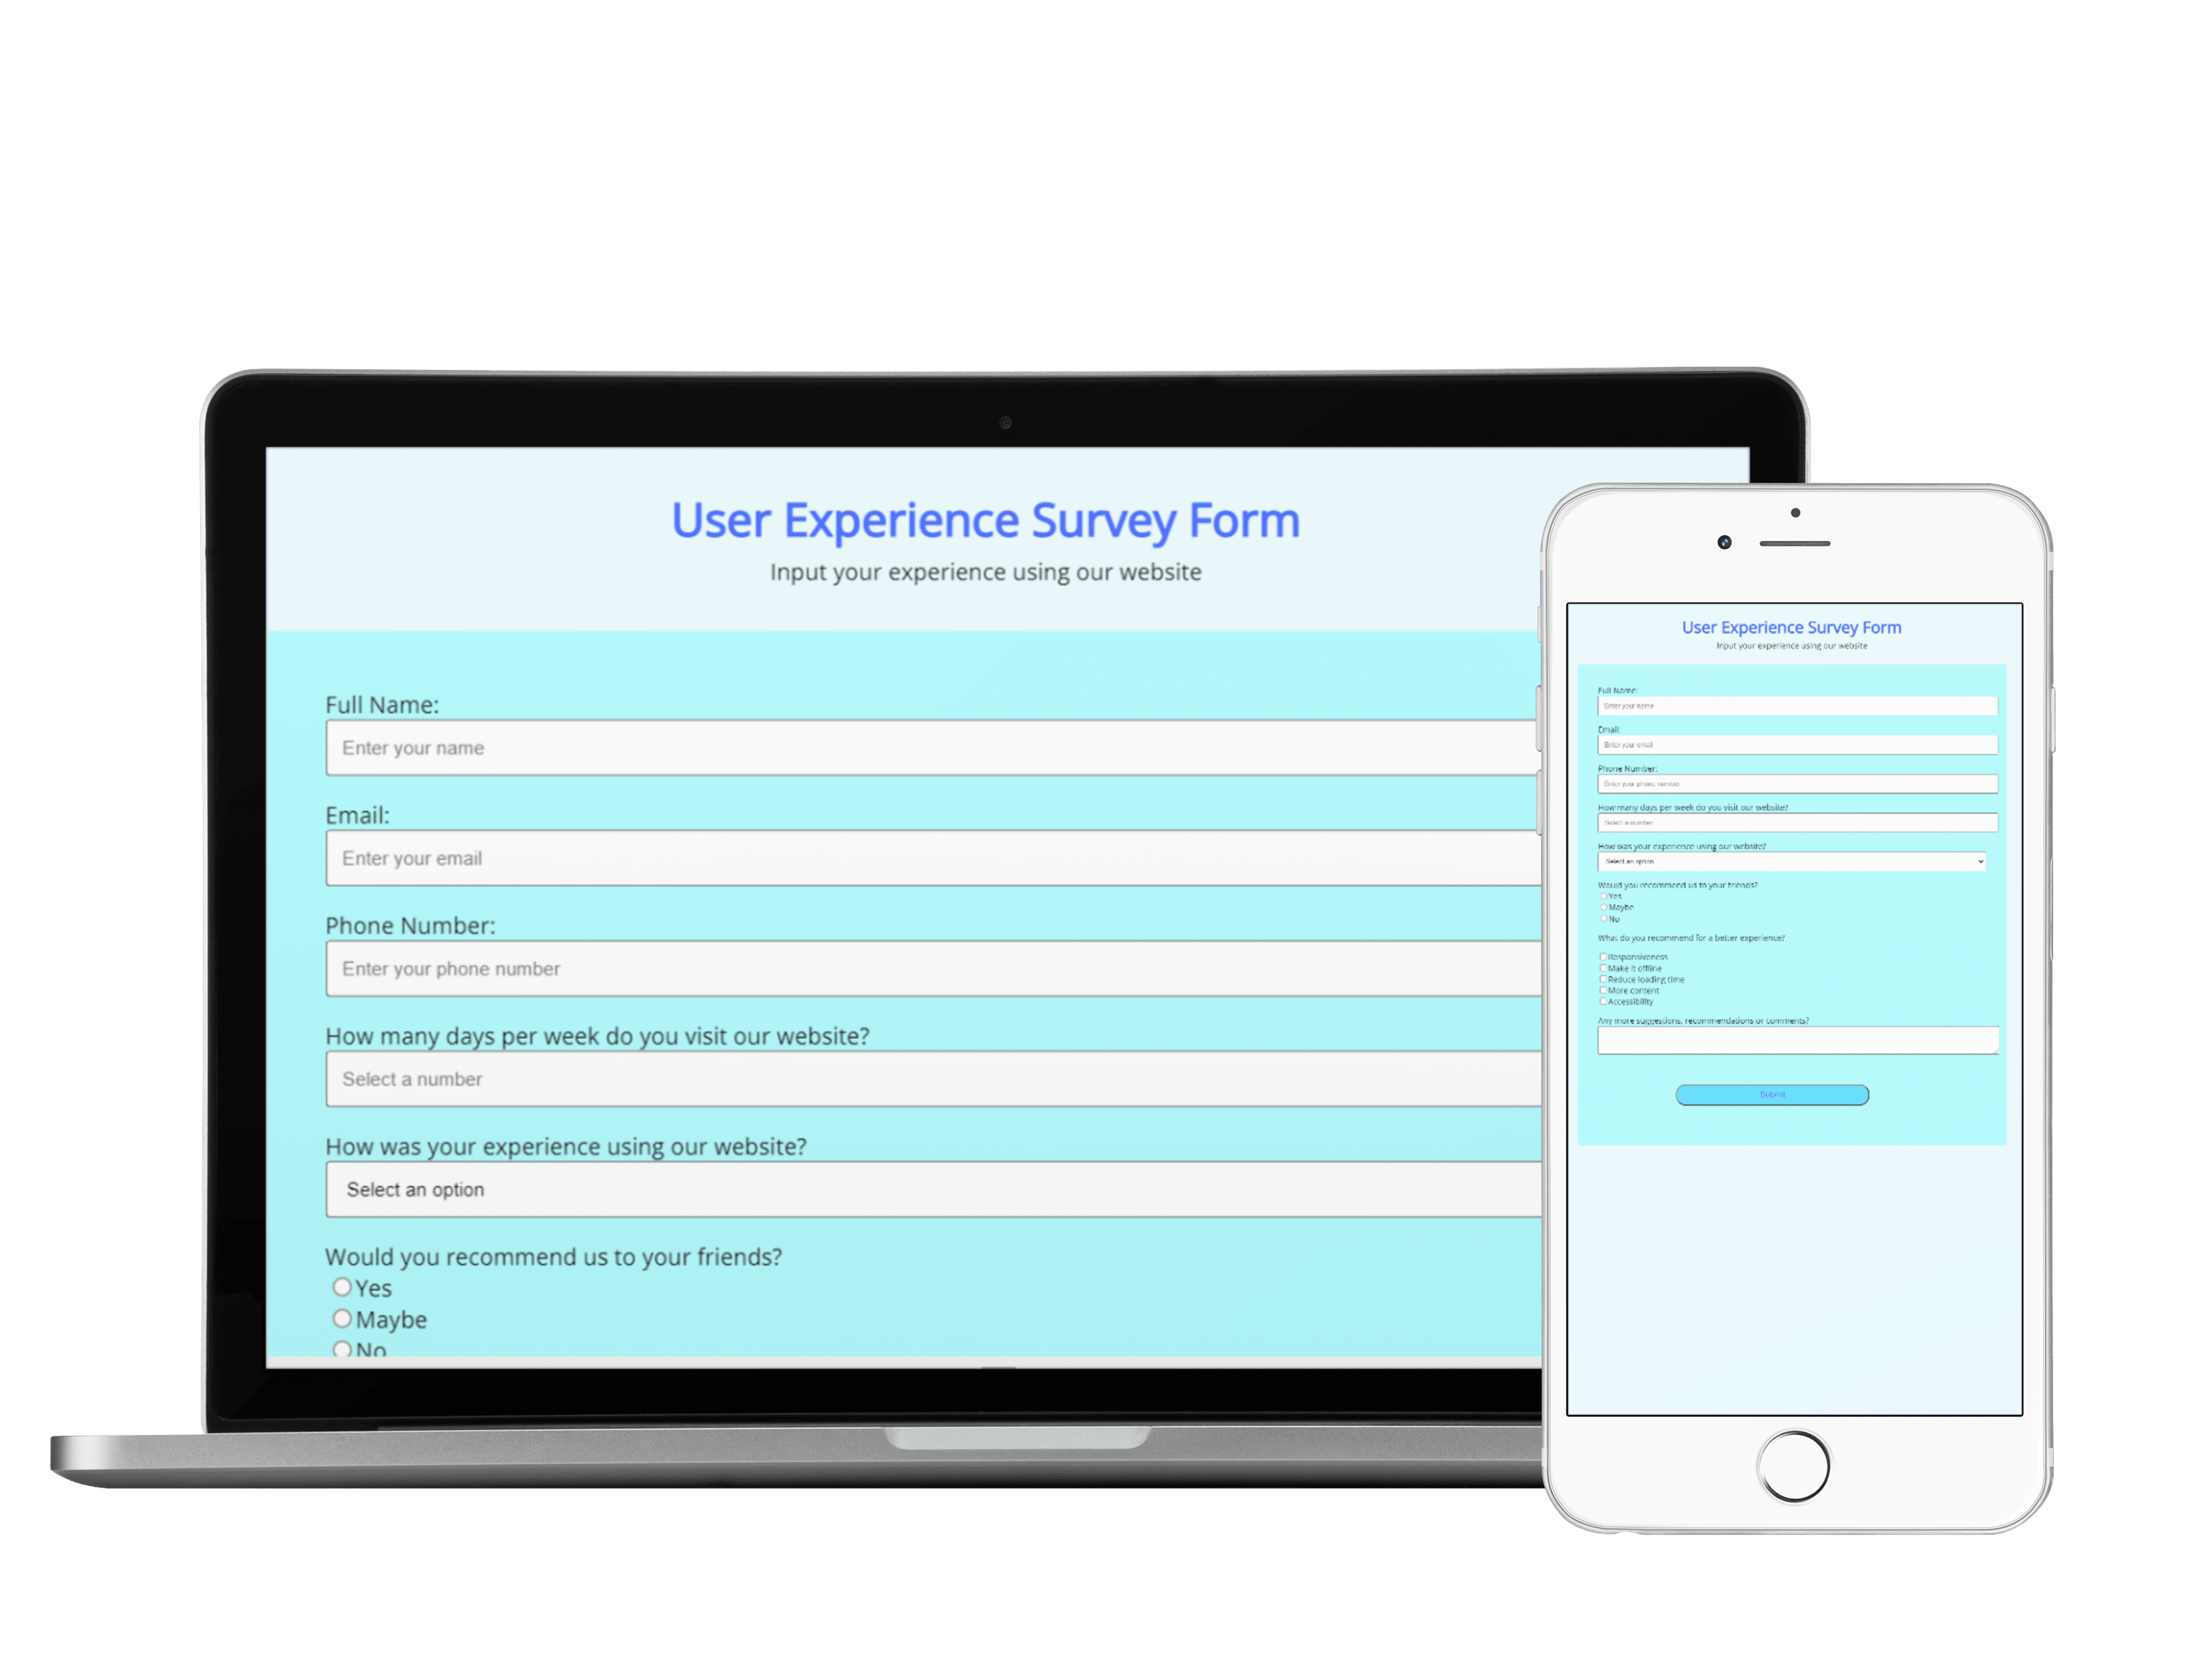 User Experience Survey Form
Input your experience using our website
Full Name:
Enter your name
Email:
Enter your email
Phone Number:
Enter your phone number
How many days per week do you visit our website?
Select a number
How was your experience using our website?
Select an option
Would you recommend us to your friends?
Yes
Maybe
No
User Experience Survey Form
Input your experience using our website
Full Name:
Enter your name
Email:
Enter your email
Phone Number:
Enter your phone number
How many days per week do you visit our website?
Select a number
How was your experience using our website?
Select an option
Would you recommend us to your friends?
Yes
Maybe
No
What do you recommend for a better experience?
Responsiveness
Make it offline
Reduce loading time
More content
Accessibility
Any more suggestions, recommendations or comments?
Submit